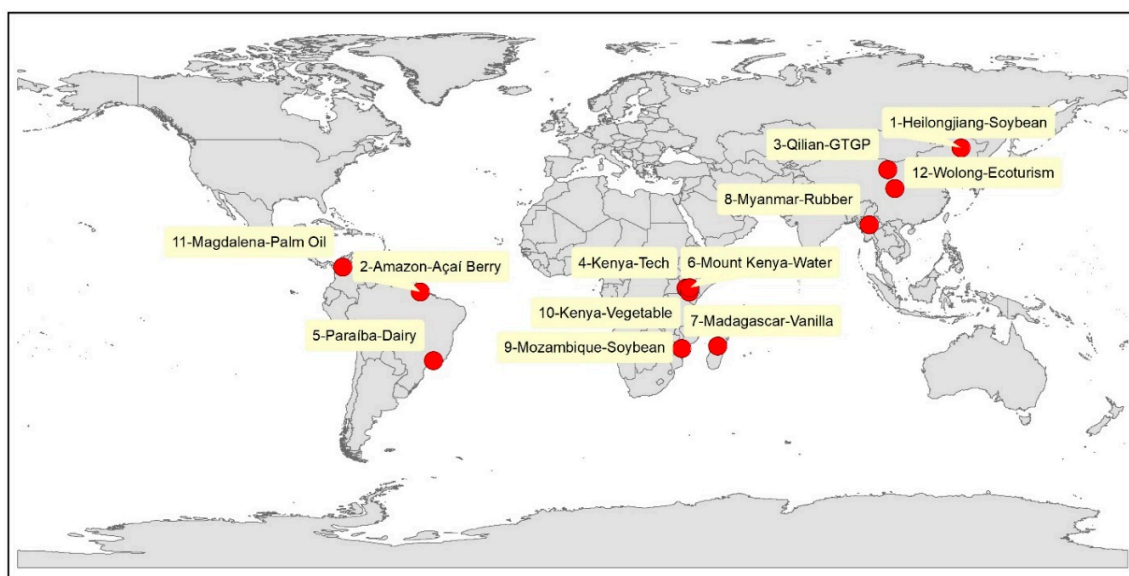 1-Heilongjiang-Soybean
3-Qilian-GTGP
12-Wolong-Ecoturism
8-Myanmar-Rubber
11-Magdalena-Palm Oil
2-Amazon-Açaí Berry
4-Kenya-Tech
6-Mount Kenya-Water
10-Kenya-Vegetable
7-Madagascar-Vanilla
5-Paraíba-Dairy
9-Mozambique-Soybean